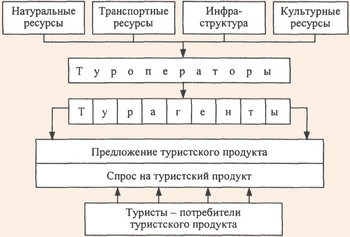 Натуральные ресурсы
Транспортные ресурсы
Инфра-
структура
Культурные ресурсы
Туроператоры
Турагенты
Предложение туристского продукта
Спрос на туристский продукт
Туристы – потребители
туристского продукта